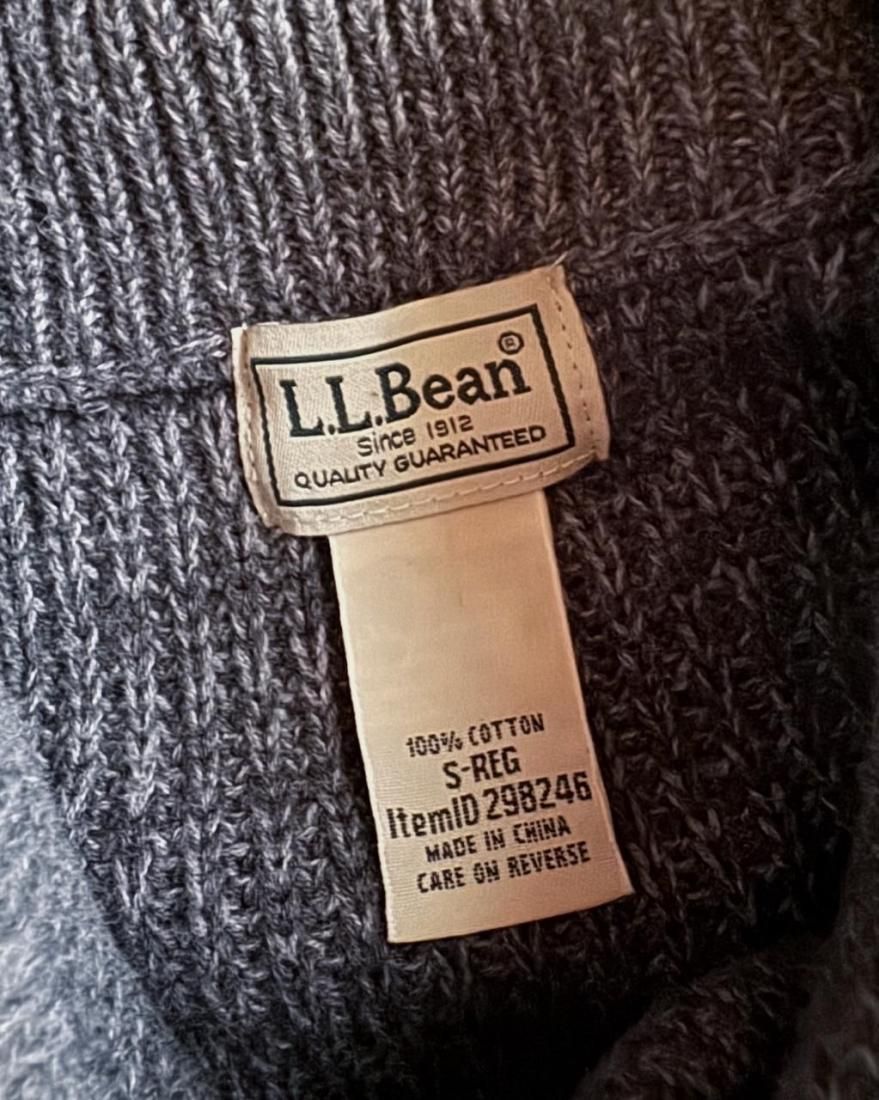 L.L.Bean®
Since 1912
QUALITY GUARANTEED
100% COTTON
S-REG
ItemID 298246
MADE IN CHINA
CARE ON REVERSE